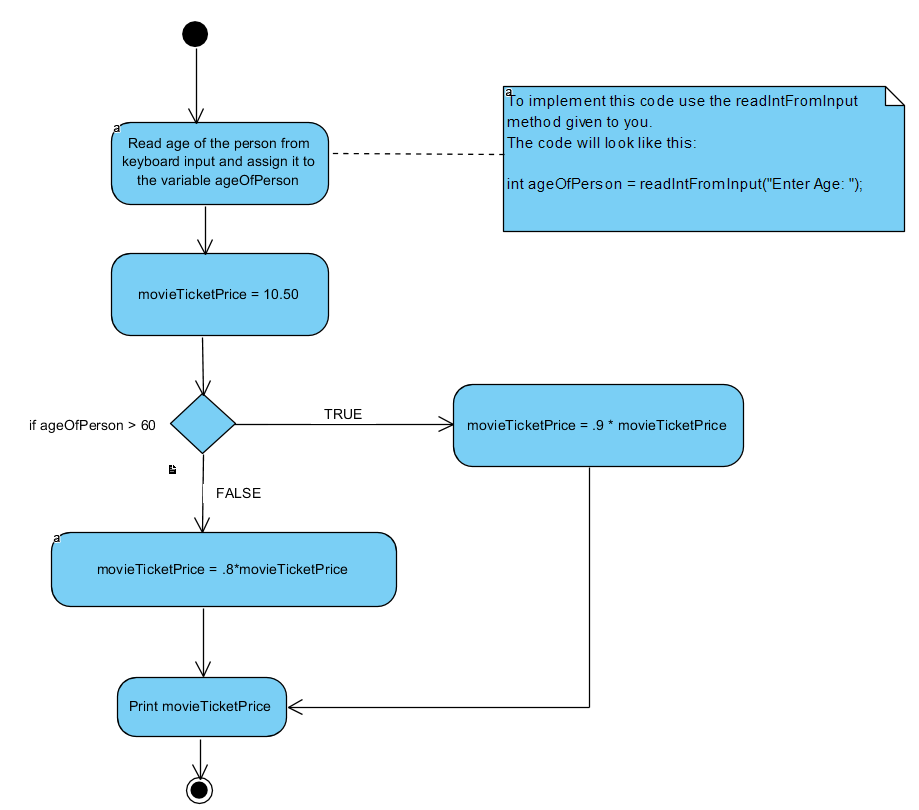 a
Read age of the person from
keyboard input and assign it to
the variable ageOfPerson
a
To implement this code use the readIntFromInput
method given to you.
The code will look like this:
int ageOfPerson = readIntFromInput("Enter Age: ");
movieTicketPrice = 10.50
if ageOfPerson > 60
TRUE
movieTicketPrice = .9 * movieTicketPrice
FALSE
a
movieTicketPrice = .8*movieTicketPrice
Print movieTicketPrice